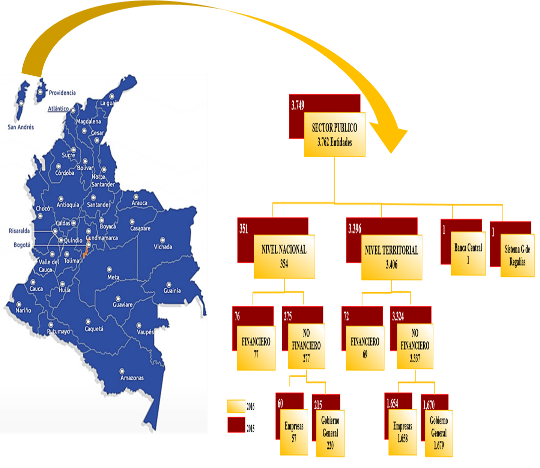 Providencia
San Andrés
Atlántico
La guajira
Magdalena
Cesar
Sucre
Bolívar
Córdoba
Norte
Santander
Antioquia
Santander
Arauca
Chocó
Caldas
Boyacá
Casanare
Risaralda
Cundinamarca
Quindío
Bogotá
Vichada
Valle del
Cauca
Tolima
Meta
Cauca
Huila
Guainía
Guaviare
Nariño
Putumayo
Caquetá
Vaupés
Amazonas
3.749
SECTOR PUBLICO
3.762 Entidades
351
NIVEL NACIONAL
354
3.396
NIVEL TERRITORIAL
3.406
1
Banca Central
1
1
Sistema G de
Regalías
76
FINANCIERO
77
275
NO
FINANCIERO
277
72
FINANCIERO
69
3.324
NO
FINANCIERO
3.337
60
Empresas
57
215
Gobierno
General
220
1.654
Empresas
1.658
1.670
Gobierno
General
1.679
2016
2015